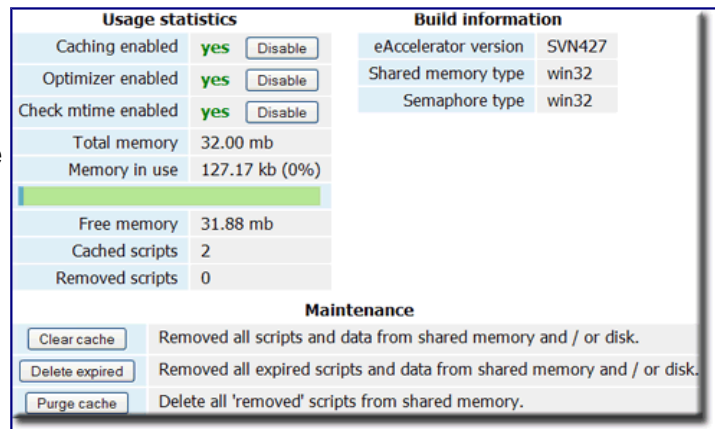 Usage statistics
Caching enabled yes Disable
Optimizer enabled yes Disable
Check mtime enabled yes Disable
Total memory 32.00 mb
Memory in use 127.17 kb (0%)
Free memory 31.88 mb
Cached scripts 2
Removed scripts 0
Build information
eAccelerator version SVN427
Shared memory type win32
Semaphore type win32
Maintenance
Clear cache Removed all scripts and data from shared memory and / or disk.
Delete expired Removed all expired scripts and data from shared memory and / or disk.
Purge cache Delete all 'removed' scripts from shared memory.